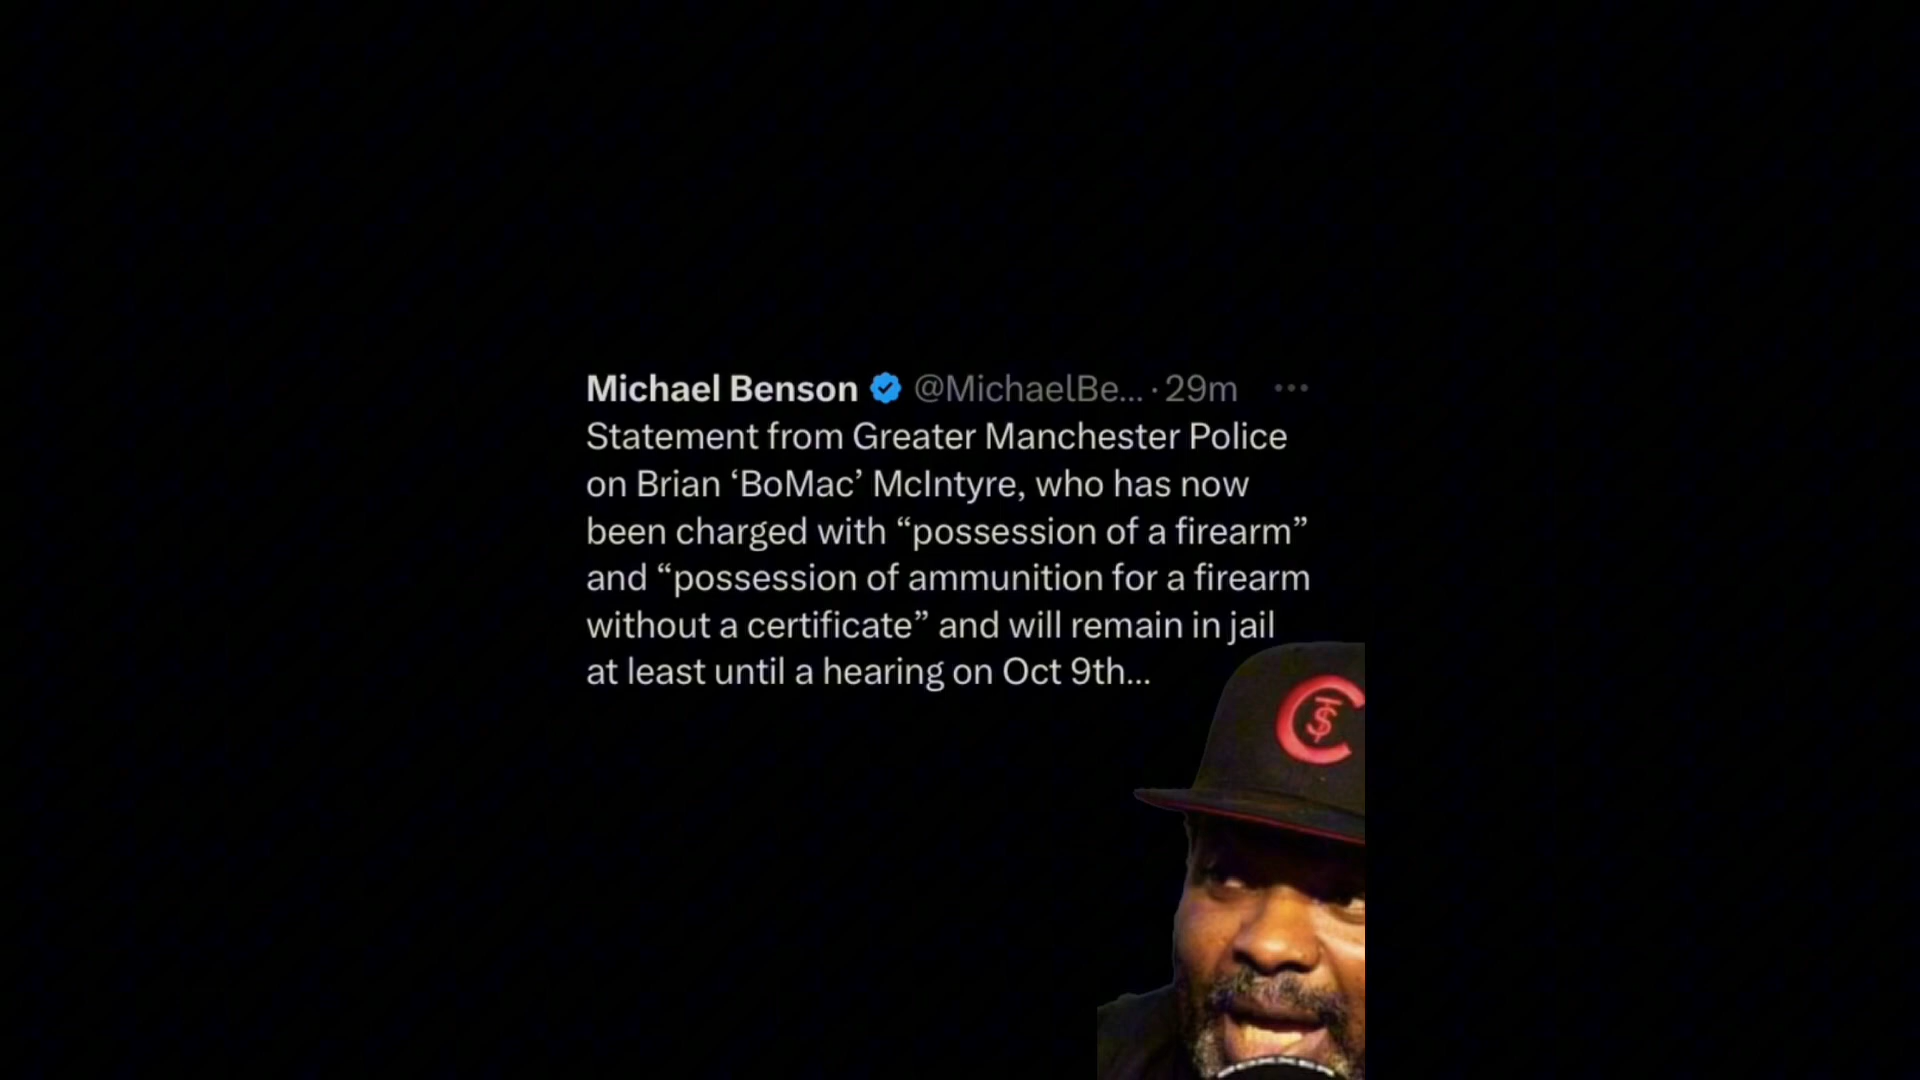 Michael Benson @MichaelBe... · 29m ...
Statement from Greater Manchester Police
on Brian ‘BoMac’ McIntyre, who has now
been charged with “possession of a firearm”
and “possession of ammunition for a firearm
without a certificate” and will remain in jail
at least until a hearing on Oct 9th...